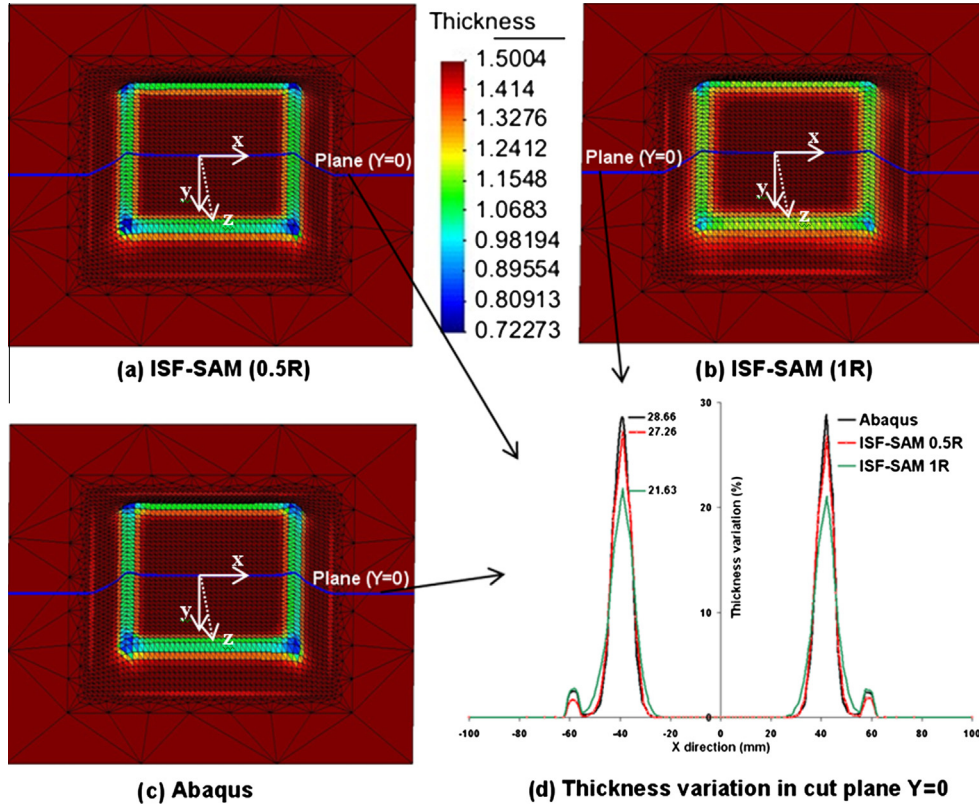 Thickness
1.5004
1.414
1.3276
1.2412
1.1548
1.0683
0.98194
0.89554
0.80913
0.72273
x
y
z
Plane (Y=0)
(a) ISF-SAM (0.5R)
x
y
z
Plane (Y=0)
(b) ISF-SAM (1R)
x
y
z
Plane (Y=0)
(c) Abaqus
30
20
10
0
28.66
27.26
21.63
Abaqus
ISF-SAM 0.5R
ISF-SAM 1R
Thickness variation (%)
-100 -80 -60 -40 -20 0 20 40 60 80 100
X direction (mm)
(d) Thickness variation in cut plane Y=0